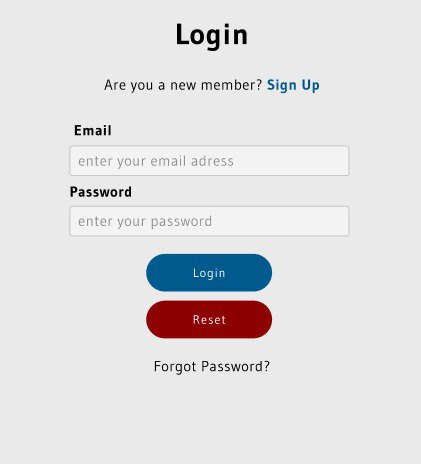 Login
Are you a new member? Sign Up
Email
enter your email adress
Password
enter your password
Login
Reset
Forgot Password?